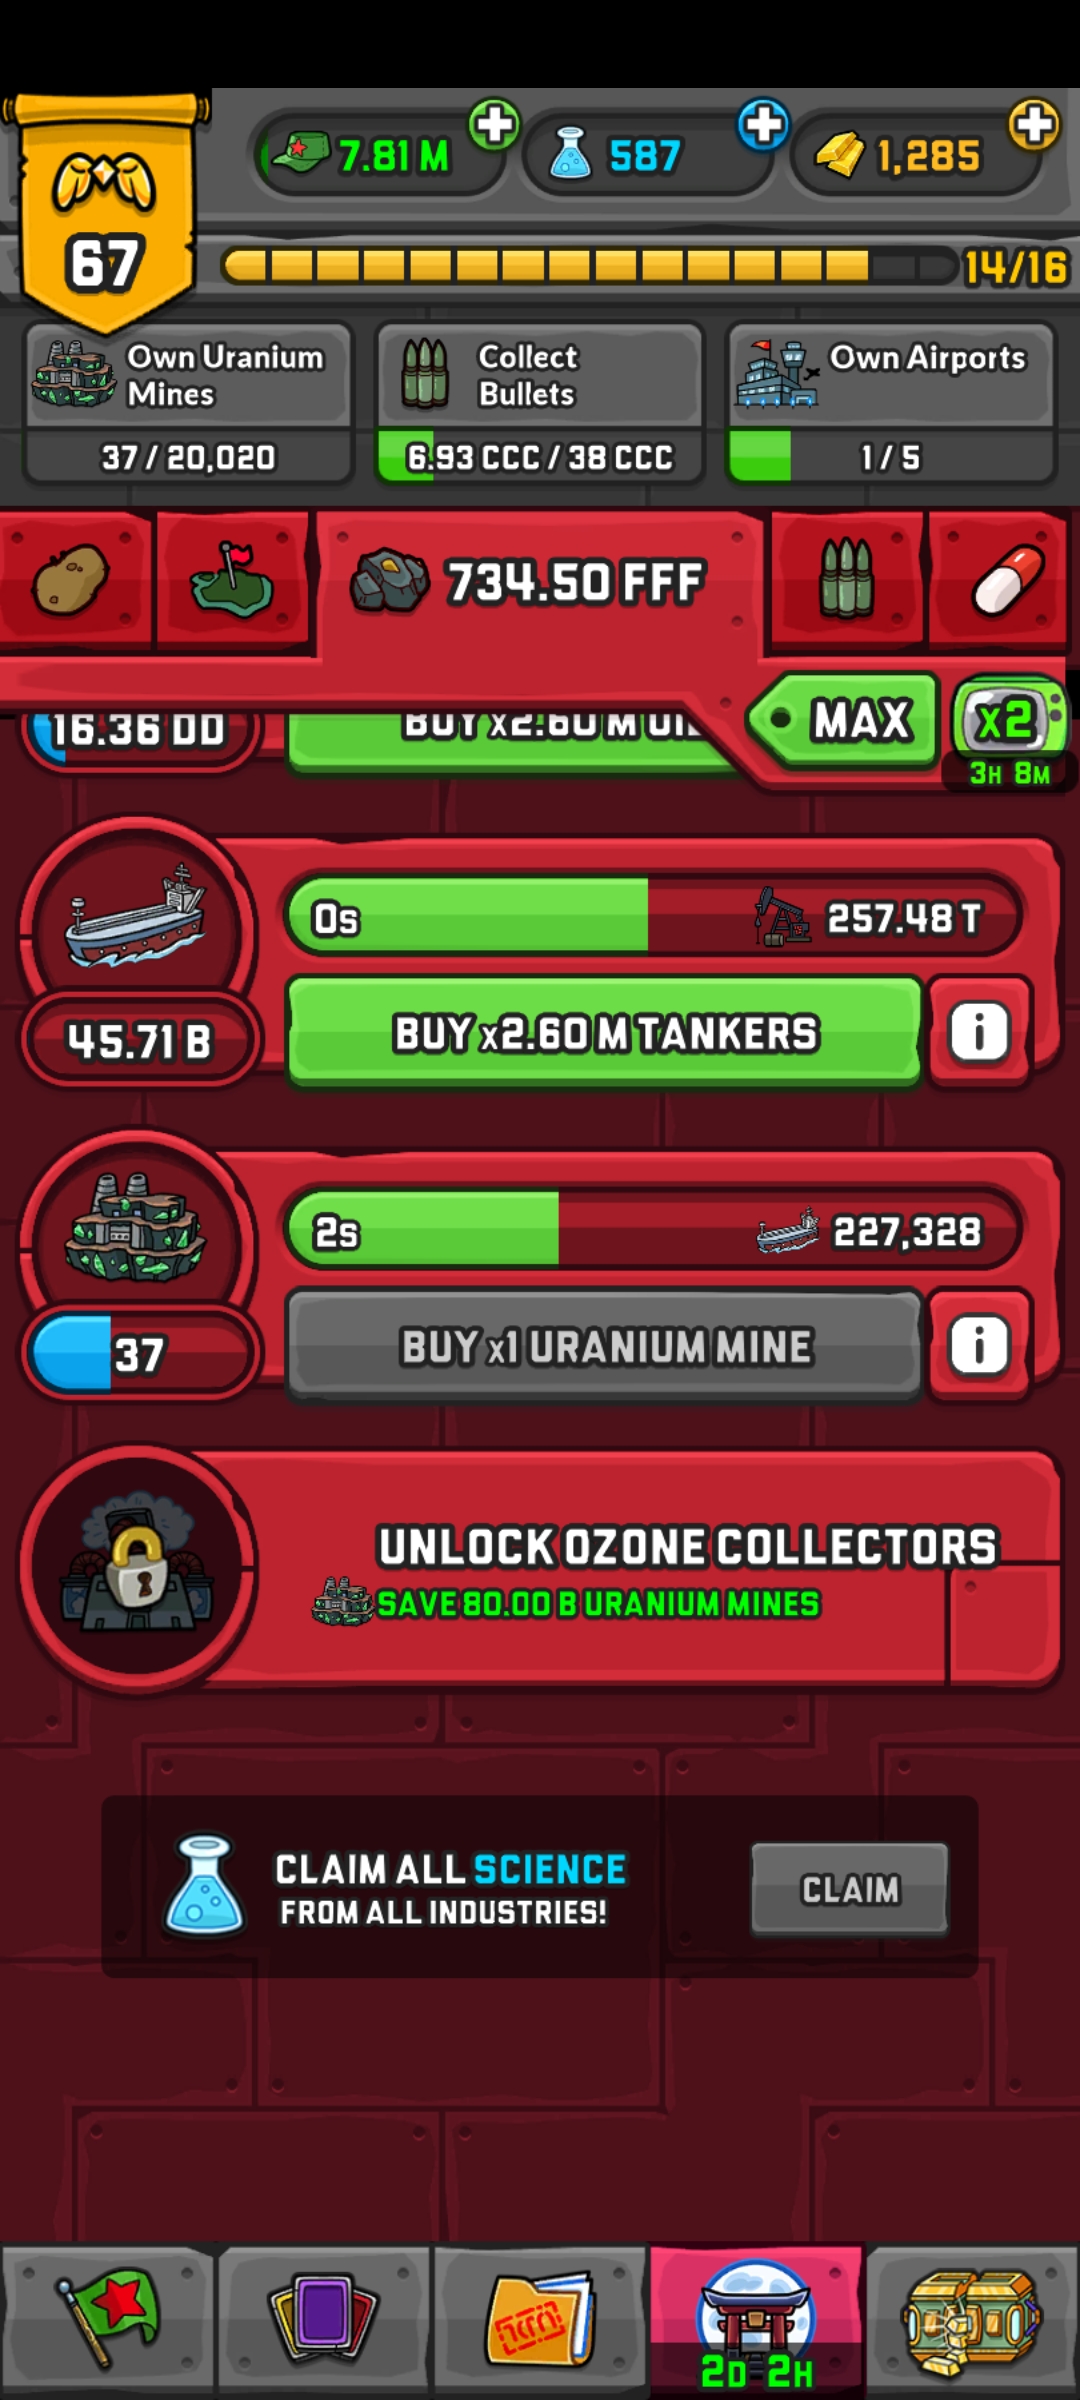 7.81 M
587
1,285
67
14/16
Own Uranium
Mines
37 / 20,020
Collect
Bullets
6.93 CCC / 38 CCC
Own Airports
1 / 5
734.50 FFF
MAX
x2
3H 8M
16.36 DD
BUY x2.60 M
0s
257.48 T
45.71 B
BUY x2.60 M TANKERS
i
2s
227,328
37
BUY x1 URANIUM MINE
i
UNLOCK OZONE COLLECTORS
SAVE 80.00 B URANIUM MINES
CLAIM ALL SCIENCE
FROM ALL INDUSTRIES!
CLAIM
2D 2H